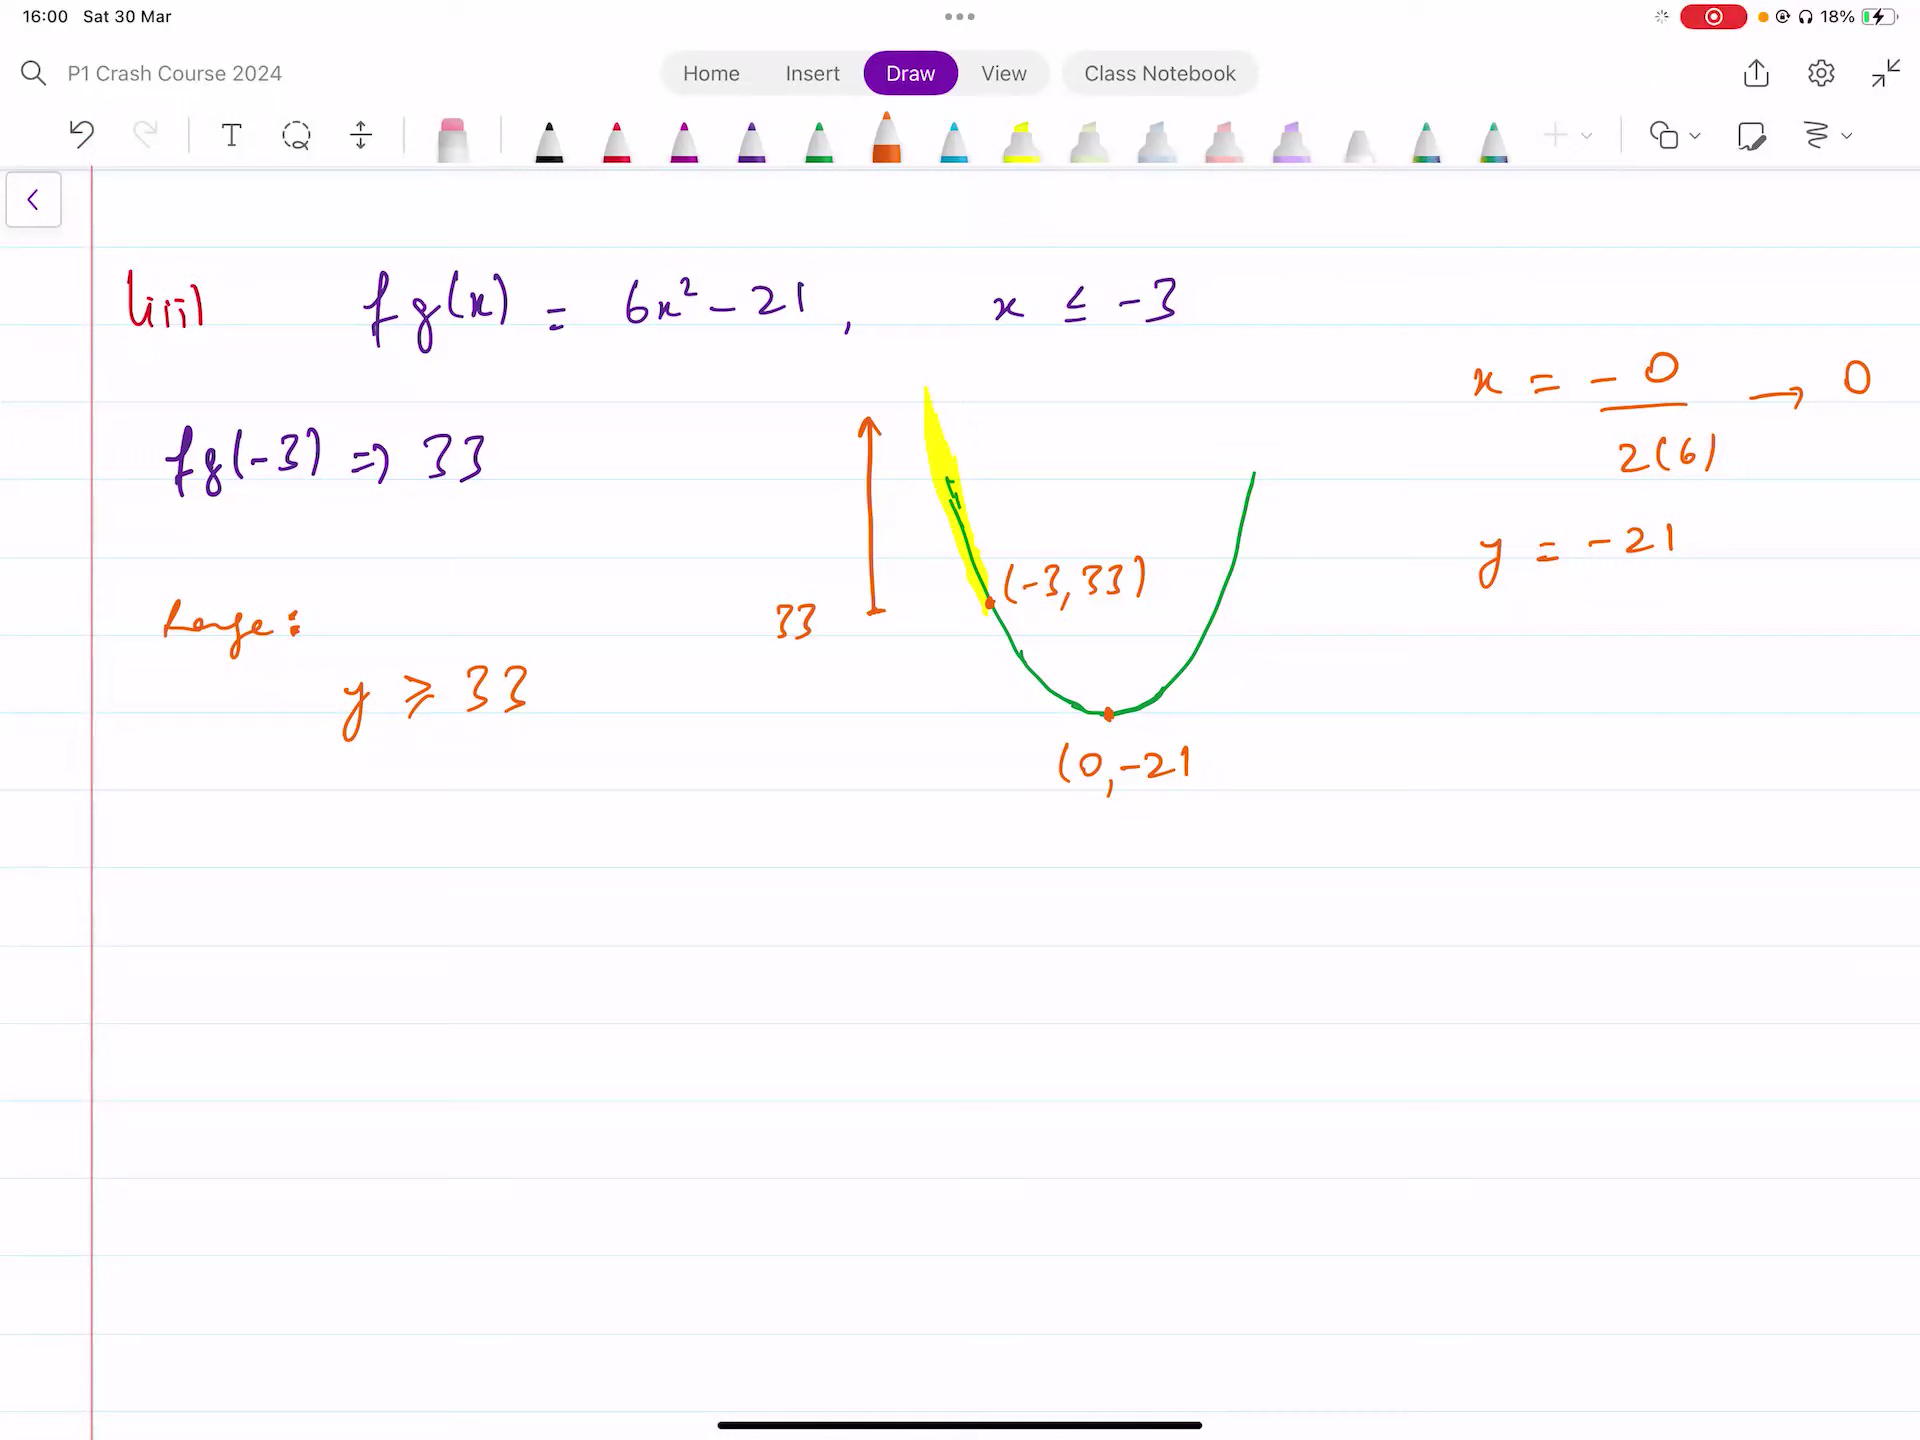 16:00 Sat 30 Mar 18%
P1 Crash Course 2024 Home Insert Draw View Class Notebook
T
(iii) fg(x) = 6x² - 21, x ≤ -3
x = -0/2(6) → 0
fg(-3) => 33
y = -21
(-3, 33)
33
Range:
y ≥ 33
(0, -21